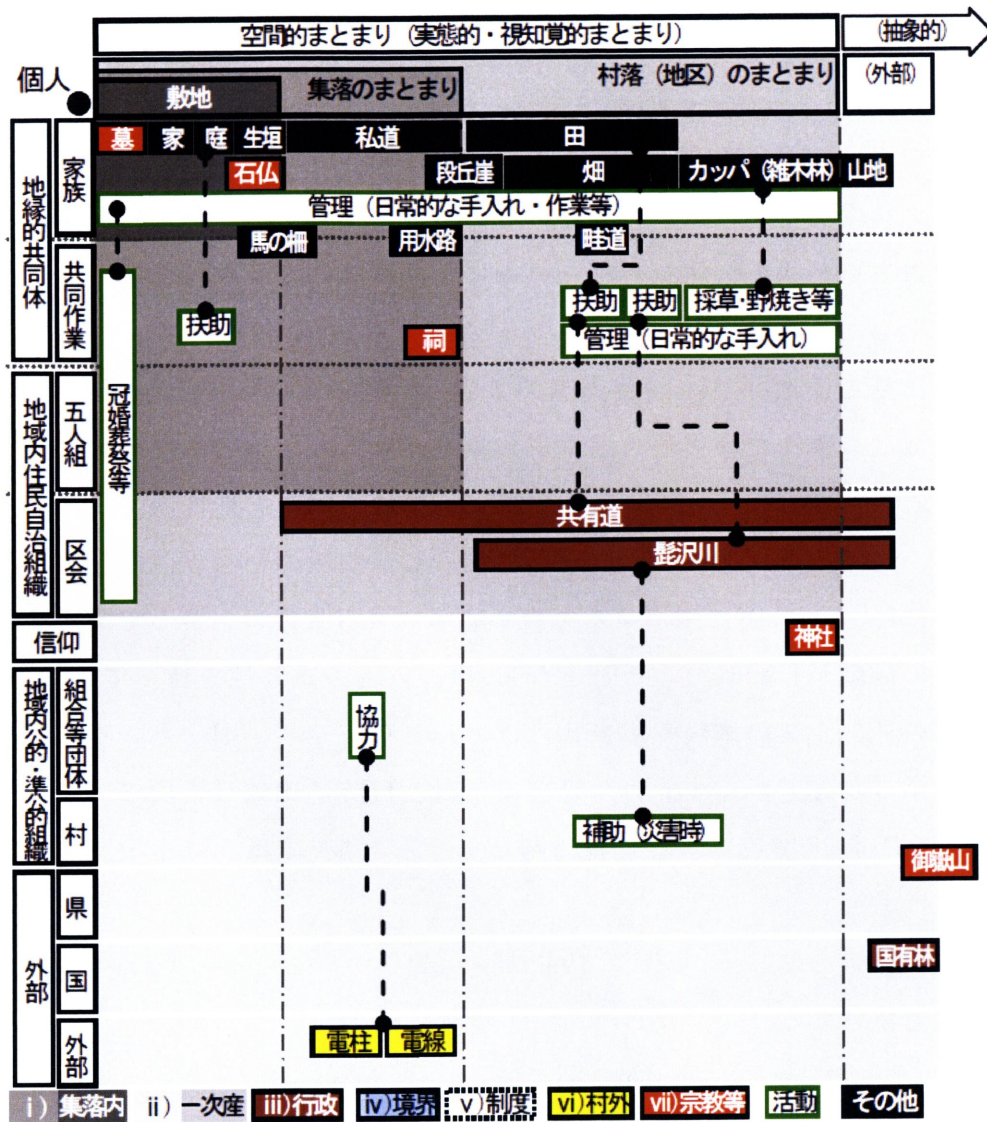 空間的まとまり（実態的・視知覚的まとまり）
（抽象的）
個人
敷地
集落のまとまり
村落（地区）のまとまり
（外部）
地縁的共同体
家族
墓 家 庭 生垣 私道 田
石仏 段丘崖 畑 カッパ（雑木林） 山地
管理（日常的な手入れ・作業等）
馬の柵 用水路 畦道
共同作業
扶助 扶助 採草・野焼き等
扶助
祠
管理（日常的な手入れ）
冠婚葬祭等
地域内住民自治組織
五人組
区会
共有道
髭沢川
信仰
神社
地域内公的・準公的組織
組合等団体
協力
村
補助（災害時）
御嶽山
外部
県
国
国有林
外部
電柱 電線
i）集落内 ii）一次産 iii)行政 iv)境界 v)制度 vi)村外 vii)宗教等 活動 その他